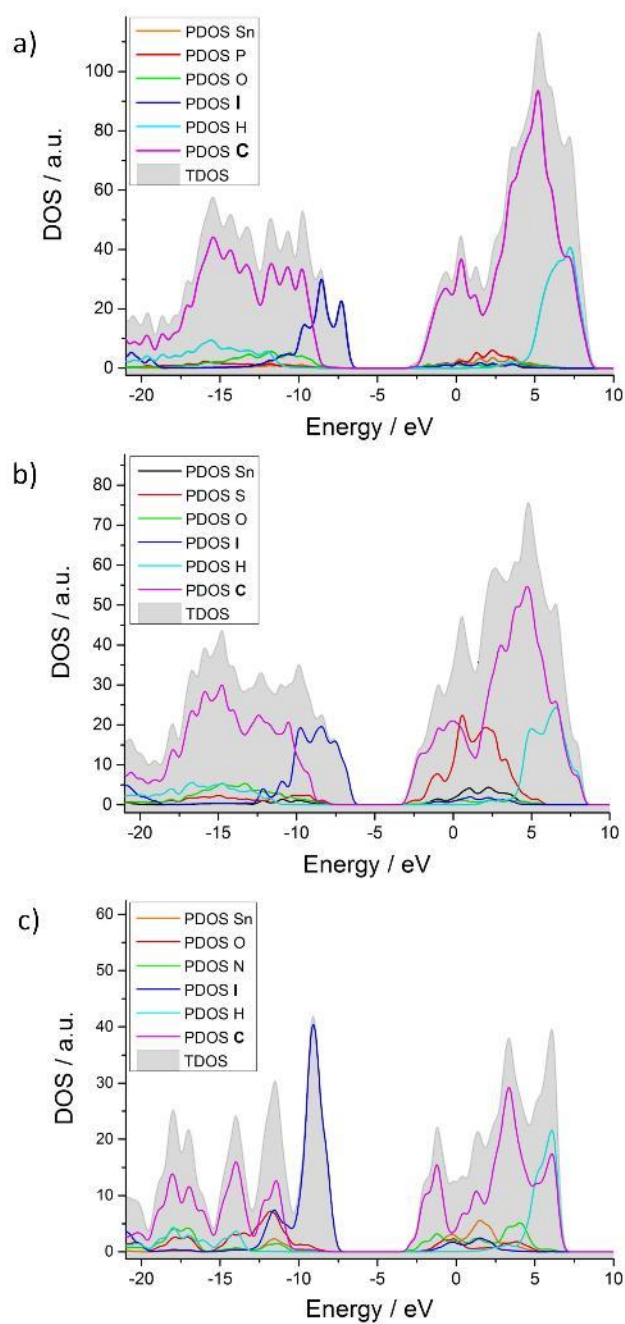 a)
PDOS Sn
PDOS P
PDOS O
PDOS I
PDOS H
PDOS C
TDOS
DOS / a.u.
100
80
60
40
20
0
-20 -15 -10 -5 0 5 10
Energy / eV
b)
PDOS Sn
PDOS S
PDOS O
PDOS I
PDOS H
PDOS C
TDOS
DOS / a.u.
80
70
60
50
40
30
20
10
0
-20 -15 -10 -5 0 5 10
Energy / eV
c)
PDOS Sn
PDOS O
PDOS N
PDOS I
PDOS H
PDOS C
TDOS
DOS / a.u.
60
50
40
30
20
10
0
-20 -15 -10 -5 0 5 10
Energy / eV